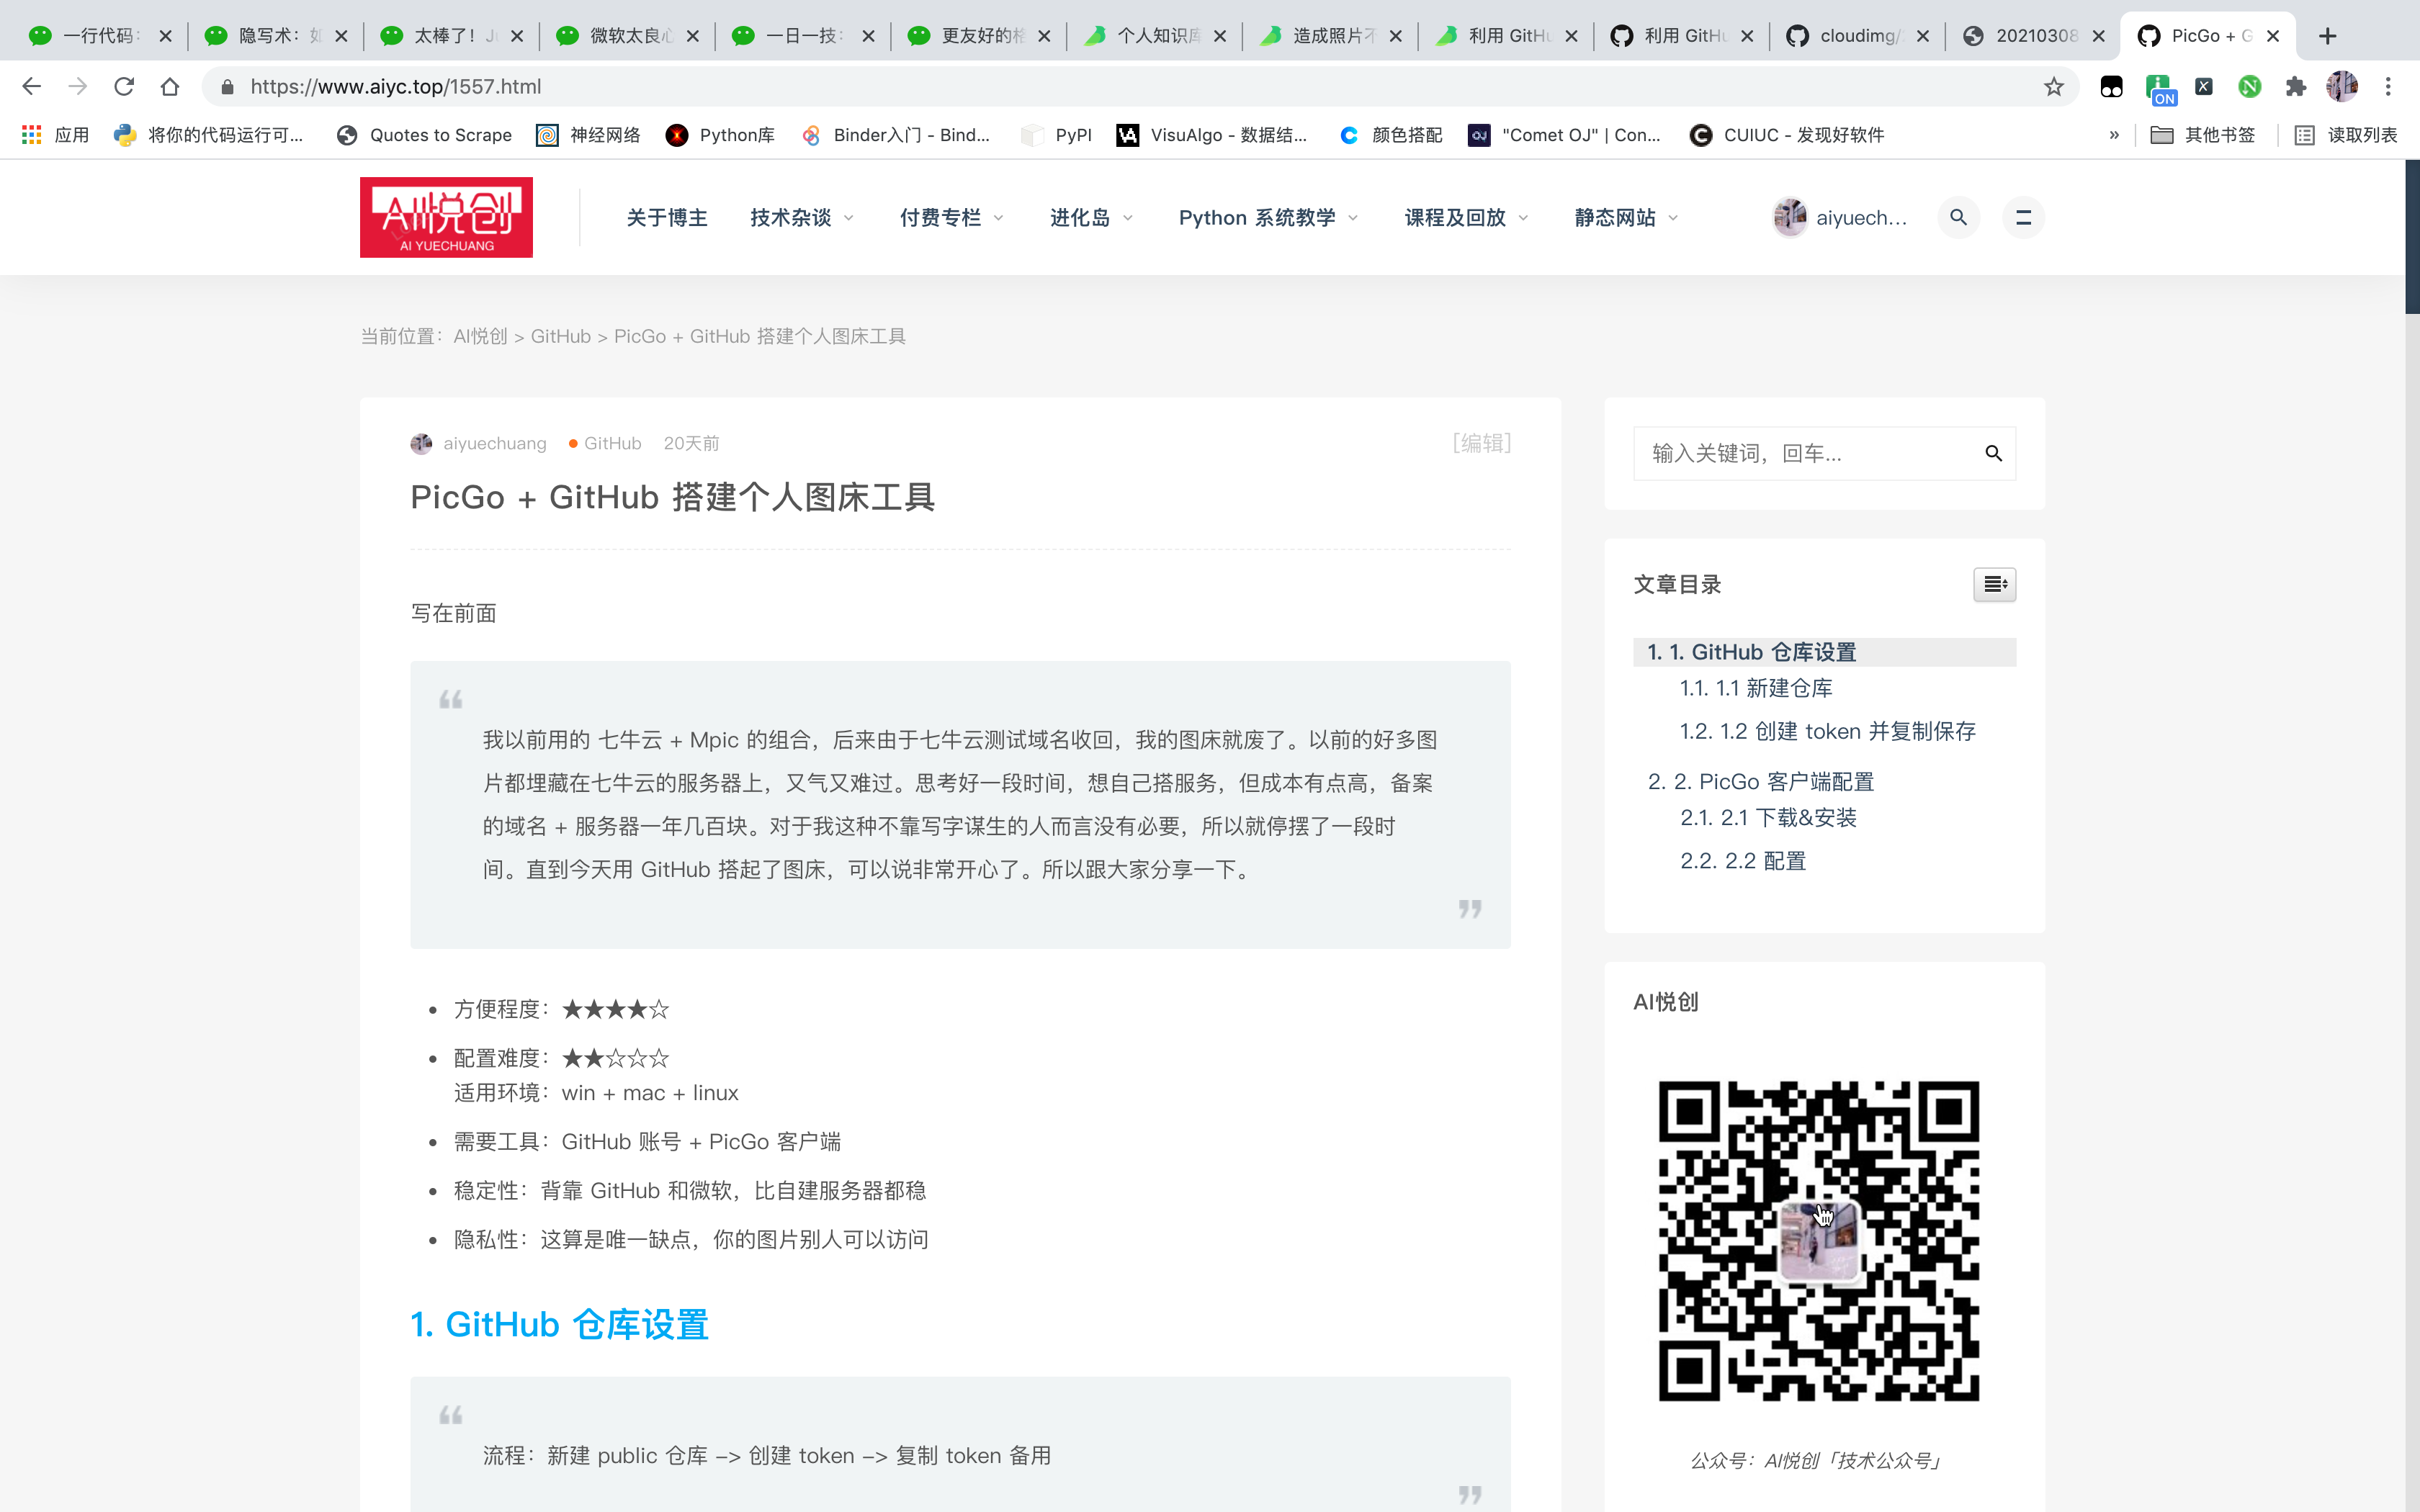 一行代码：
隐写术：如
太棒了！Ju
微软太良心
一日一技：
更友好的格
个人知识库
造成照片不
利用 GitHu
利用 GitHu
cloudimg/
20210308
PicGo + G
https://www.aiyc.top/1557.html
ON
应用
将你的代码运行可...
Quotes to Scrape
神经网络
Python库
Binder入门 - Bind...
PyPI
VisuAlgo - 数据结...
颜色搭配
"Comet OJ" | Con...
CUIUC - 发现好软件
»
其他书签
读取列表
AI悦创
AI YUECHUANG
关于博主
技术杂谈
付费专栏
进化岛
Python 系统教学
课程及回放
静态网站
aiyuech...
当前位置：AI悦创 > GitHub > PicGo + GitHub 搭建个人图床工具
aiyuechuang
GitHub
20天前
[编辑]
PicGo + GitHub 搭建个人图床工具
写在前面
我以前用的 七牛云 + Mpic 的组合，后来由于七牛云测试域名收回，我的图床就废了。以前的好多图
片都埋藏在七牛云的服务器上，又气又难过。思考好一段时间，想自己搭服务，但成本有点高，备案
的域名 + 服务器一年几百块。对于我这种不靠写字谋生的人而言没有必要，所以就停摆了一段时
间。直到今天用 GitHub 搭起了图床，可以说非常开心了。所以跟大家分享一下。
方便程度：★★★★☆
配置难度：★★☆☆☆
适用环境：win + mac + linux
需要工具：GitHub 账号 + PicGo 客户端
稳定性：背靠 GitHub 和微软，比自建服务器都稳
隐私性：这算是唯一缺点，你的图片别人可以访问
1. GitHub 仓库设置
流程：新建 public 仓库 –> 创建 token –> 复制 token 备用
输入关键词，回车...
文章目录
1. 1. GitHub 仓库设置
1.1. 1.1 新建仓库
1.2. 1.2 创建 token 并复制保存
2. 2. PicGo 客户端配置
2.1. 2.1 下载&安装
2.2. 2.2 配置
AI悦创
公众号：AI悦创「技术公众号」